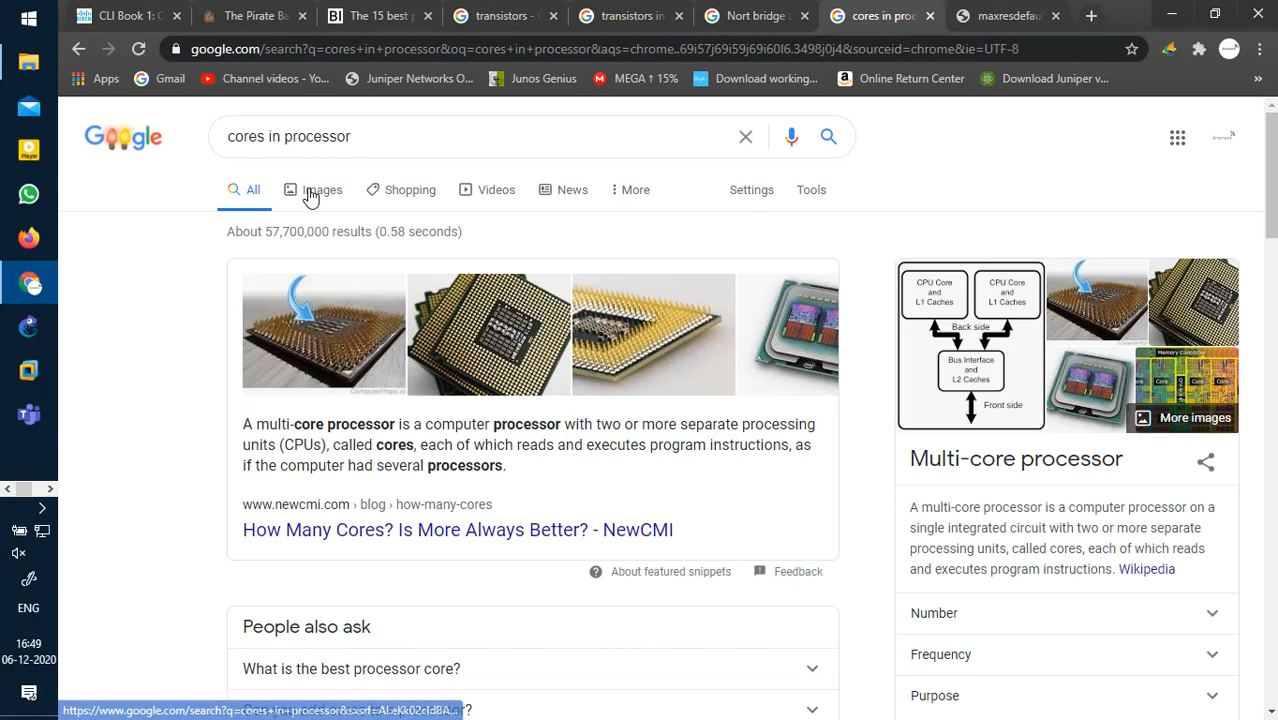 CLI Book 1: C
The Pirate Ba
BI The 15 best p
transistors -
transistors in
Nort bridge a
cores in proc
maxresdefau
google.com/search?q=cores+in+processor&oq=cores+in+processor&aqs=chrome..69i57j69i59j69i60l6.3498j0j4&sourceid=chrome&ie=UTF-8
Apps
Gmail
Channel videos - Yo...
Juniper Networks O...
Junos Genius
MEGA ↑ 15%
Download working...
Online Return Center
Download Juniper v...
»
Google
cores in processor
All
Images
Shopping
Videos
News
More
Settings
Tools
About 57,700,000 results (0.58 seconds)
A multi-core processor is a computer processor with two or more separate processing
units (CPUs), called cores, each of which reads and executes program instructions, as
if the computer had several processors.
www.newcmi.com › blog › how-many-cores
How Many Cores? Is More Always Better? - NewCMI
About featured snippets
Feedback
People also ask
What is the best processor core?
CPU Core
and
L1 Caches
CPU Core
and
L1 Caches
Back side
Bus Interface
and
L2 Caches
Front side
Memory Controller
Core
Core
Core
More images
Multi-core processor
A multi-core processor is a computer processor on a
single integrated circuit with two or more separate
processing units, called cores, each of which reads
and executes program instructions. Wikipedia
Number
Frequency
Purpose
Player
ENG
16:49
06-12-2020